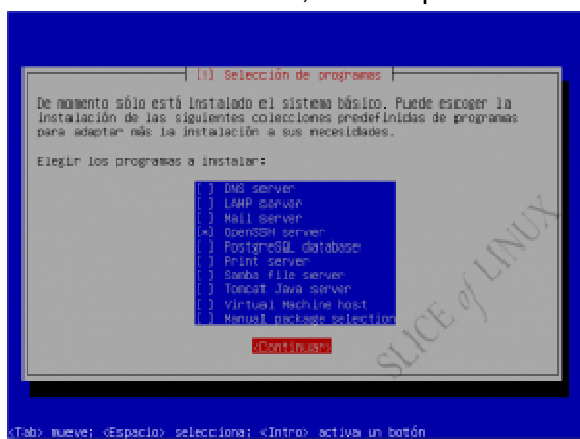 [!] Selección de programas
De momento sólo está instalado el sistema básico. Puede escoger la
instalación de las siguientes colecciones predefinidas de programas
para adaptar más la instalación a sus necesidades.
Elegir los programas a instalar:
[ ] DNS server
[ ] LAMP server
[ ] Mail server
[*] OpenSSH server
[ ] PostgreSQL database
[ ] Print server
[ ] Samba file server
[ ] Tomcat Java server
[ ] Virtual Machine host
[ ] Manual package selection
<Continuar>
SLICE of LINUX
<Tab> mueve; <Espacio> selecciona; <Intro> activa un botón